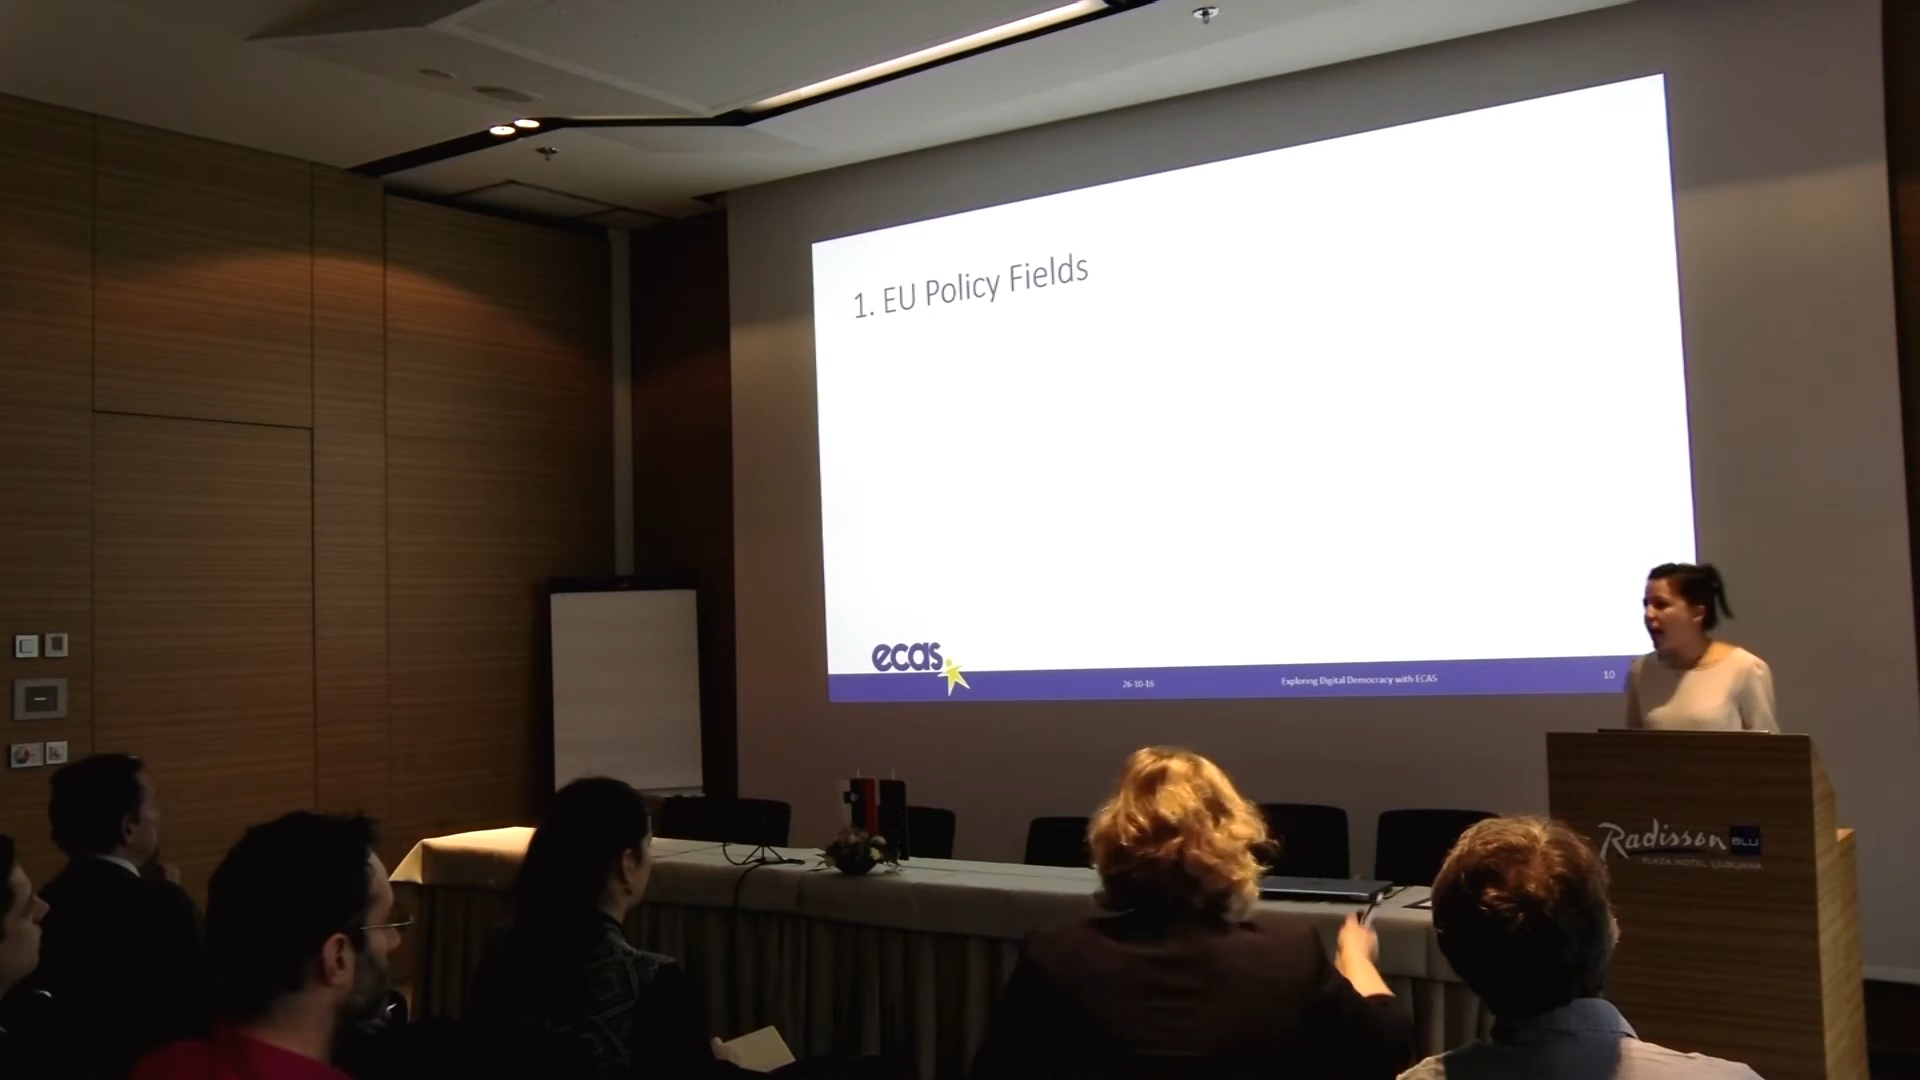 1. EU Policy Fields
ecas
26-10-16
Exploring Digital Democracy with ECAS
10
Radisson BLU
PLAZA HOTEL LJUBLJANA